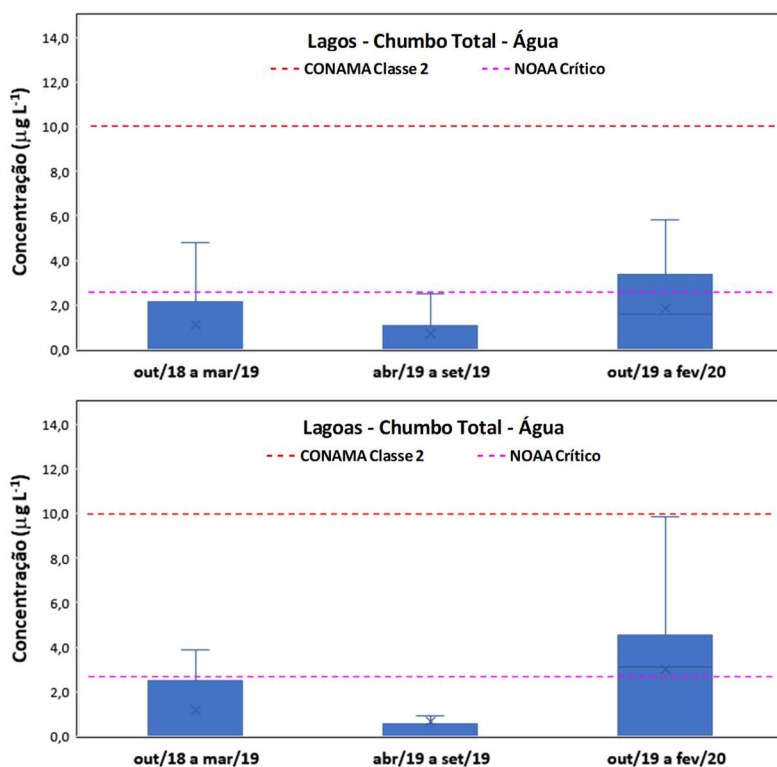 Lagos - Chumbo Total - Água
CONAMA Classe 2 NOAA Crítico
Concentração (µg L-1)
14,0
12,0
10,0
8,0
6,0
4,0
2,0
0,0
out/18 a mar/19 abr/19 a set/19 out/19 a fev/20
Lagoas - Chumbo Total - Água
CONAMA Classe 2 NOAA Crítico
Concentração (µg L-1)
14,0
12,0
10,0
8,0
6,0
4,0
2,0
0,0
out/18 a mar/19 abr/19 a set/19 out/19 a fev/20